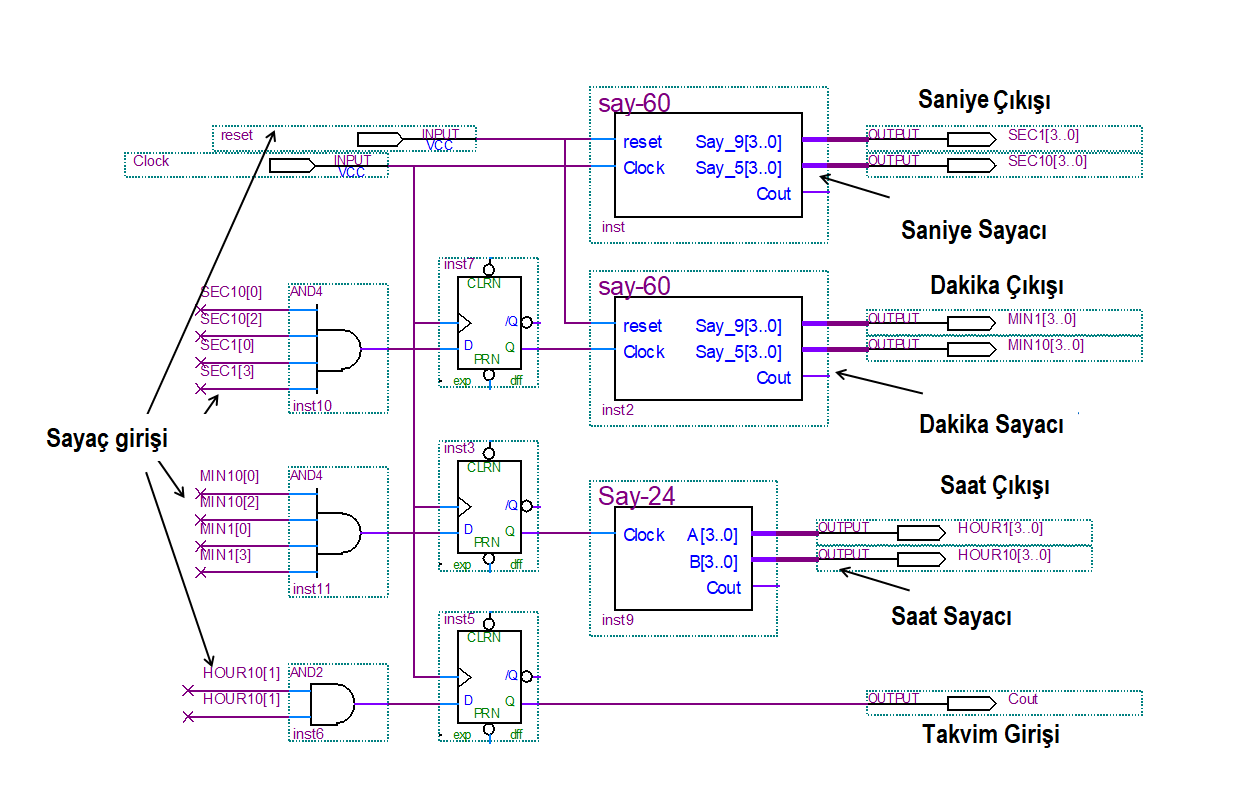 Saniye Çıkışı
say-60
reset INPUT VCC
reset Say_9[3..0]
OUTPUT SEC1[3..0]
Clock INPUT VCC
Clock Say_5[3..0]
OUTPUT SEC10[3..0]
Cout
inst
Saniye Sayacı
inst7
CLRN
/Q
D Q
PRN
exp dff
SEC10[0]
SEC10[2]
SEC1[0]
SEC1[3]
AND4
inst10
say-60
reset Say_9[3..0]
Clock Say_5[3..0]
Cout
inst2
Dakika Çıkışı
OUTPUT MIN1[3..0]
OUTPUT MIN10[3..0]
Dakika Sayacı
Sayaç girişi
MIN10[0]
MIN10[2]
MIN1[0]
MIN1[3]
AND4
inst11
inst3
CLRN
/Q
D Q
PRN
exp dff
Say-24
Clock A[3..0]
B[3..0]
Cout
inst9
Saat Çıkışı
OUTPUT HOUR1[3..0]
OUTPUT HOUR10[3..0]
Saat Sayacı
HOUR10[1]
HOUR10[1]
AND2
inst6
inst5
CLRN
/Q
D Q
PRN
exp dff
OUTPUT Cout
Takvim Girişi